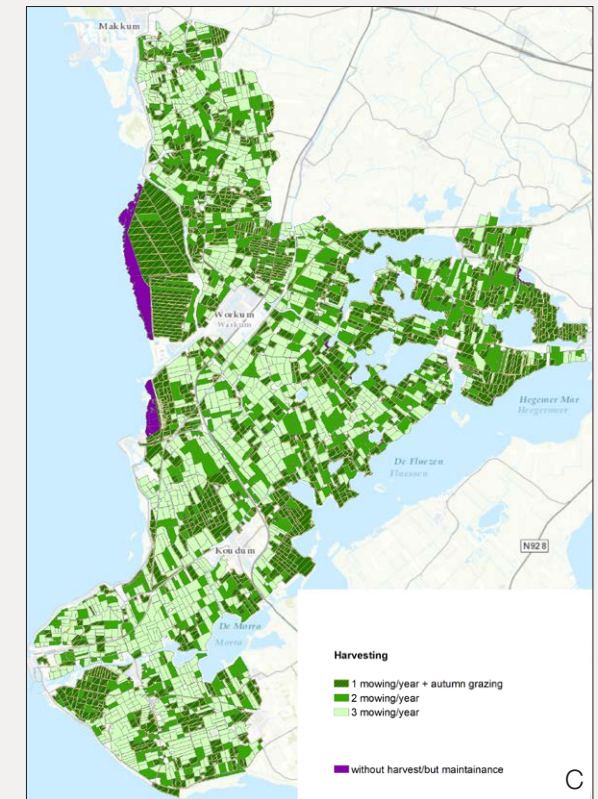 Makkum
Workum
Warkum
Hegemer Mar
Heegermeer
De Fluezen
Fluessen
N928
Koudum
De Morra
Morra
Harvesting
1 mowing/year + autumn grazing
2 mowing/year
3 mowing/year
without harvest/but maintainance
C